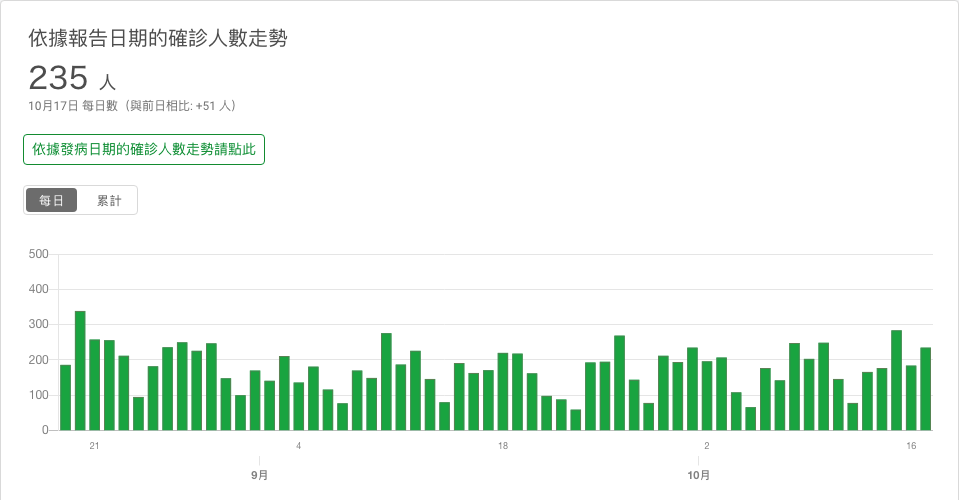 依據報告日期的確診人數走勢
235 人
10月17日 每日數（與前日相比: +51 人）
依據發病日期的確診人數走勢請點此
每日 累計
500
400
300
200
100
0
21 4 18 2 16
9月 10月